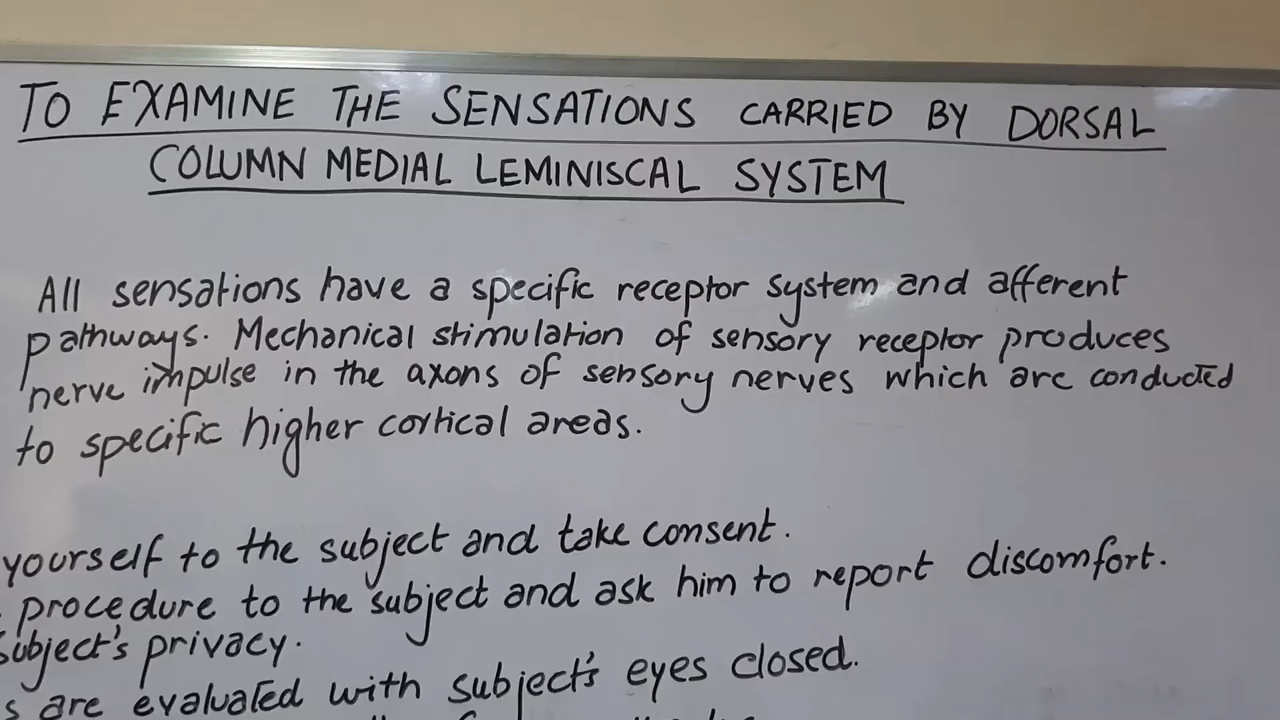 TO EXAMINE THE SENSATIONS CARRIED BY DORSAL
COLUMN MEDIAL LEMINISCAL SYSTEM
All sensations have a specific receptor system and afferent
pathways. Mechanical stimulation of sensory receptor produces
nerve impulse in the axons of sensory nerves which are conducted
to specific higher cortical areas.
yourself to the subject and take consent.
procedure to the subject and ask him to report discomfort.
subject's privacy.
s are evaluated with subject's eyes closed.